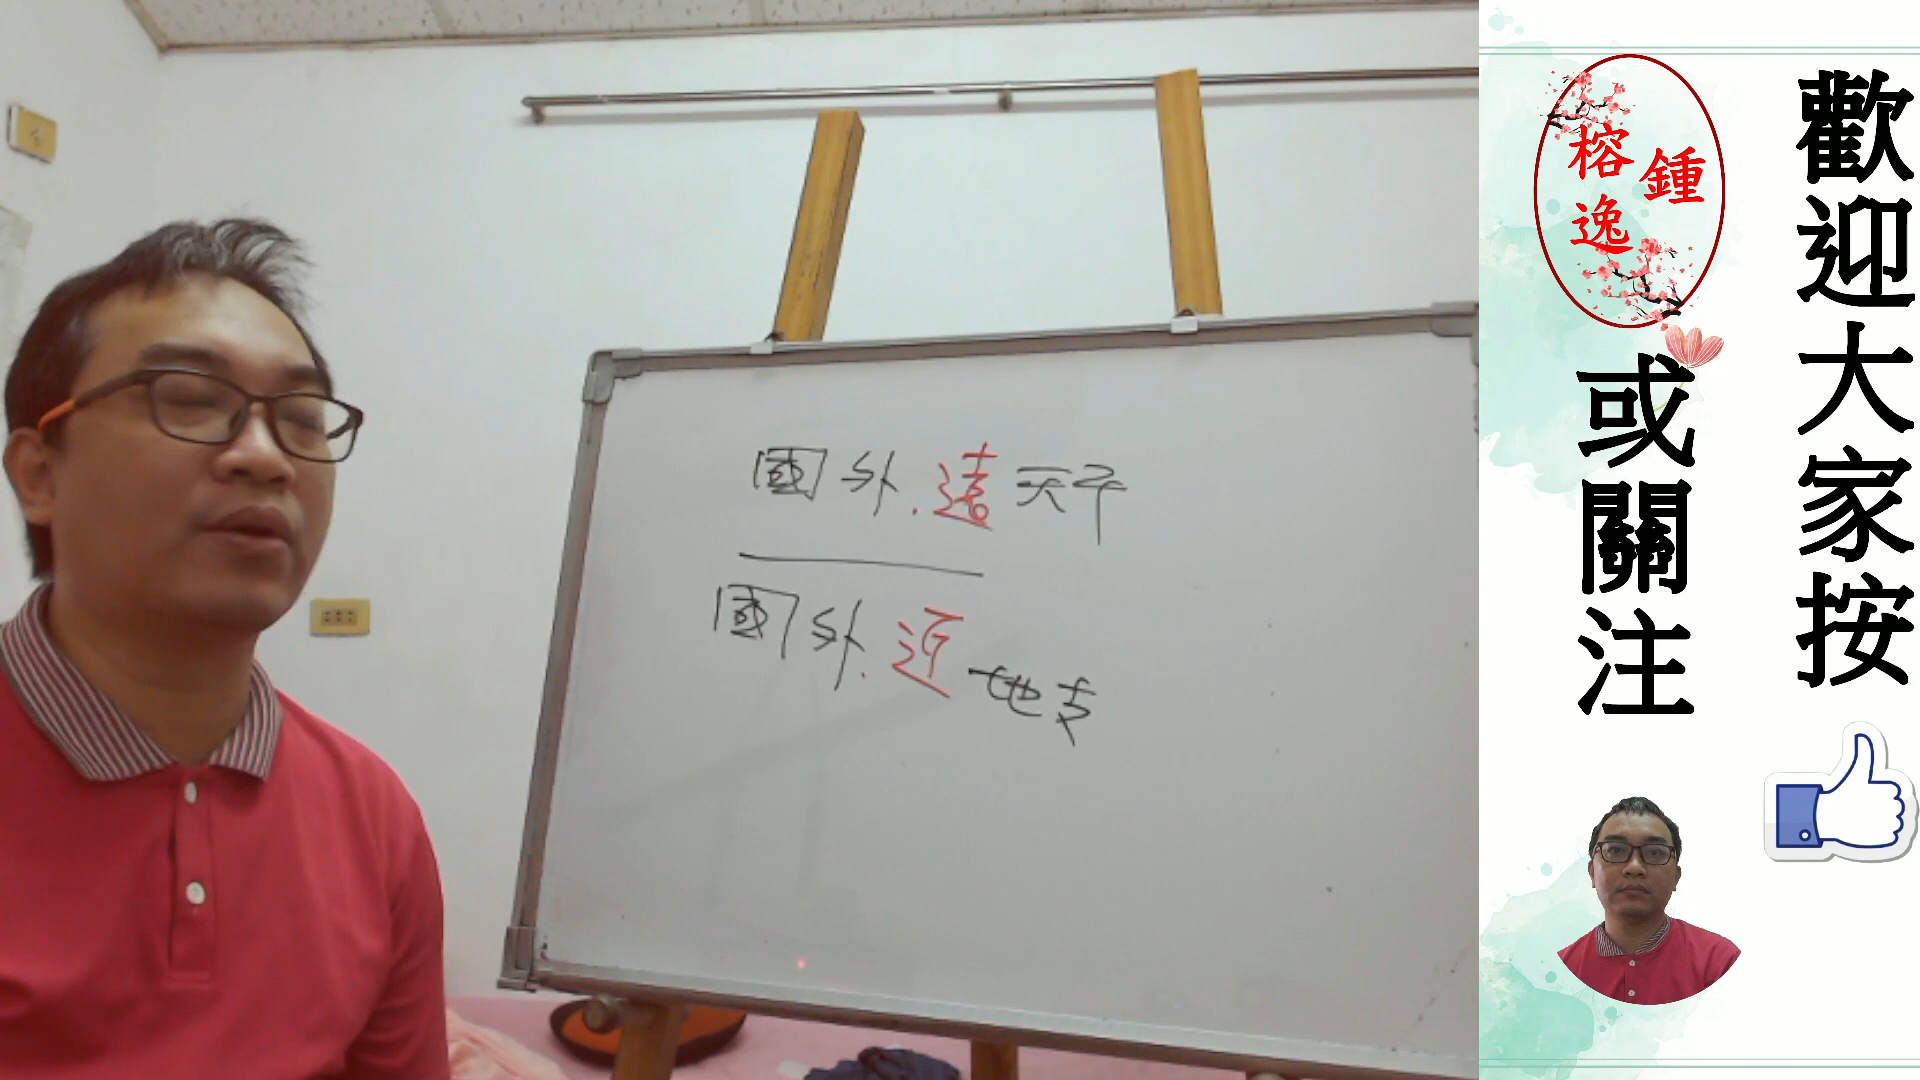 國外.遠天干
國外.近地支
鍾
榕逸
歡迎大家按
或關注